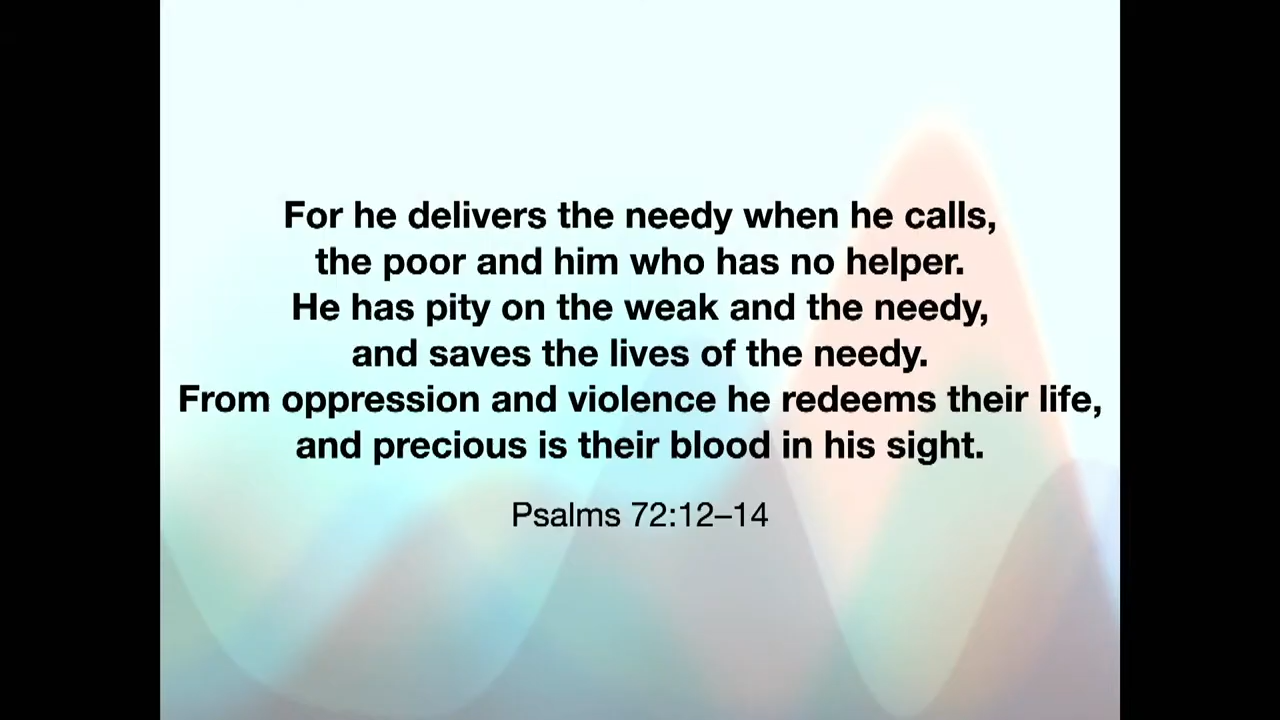 For he delivers the needy when he calls,
the poor and him who has no helper.
He has pity on the weak and the needy,
and saves the lives of the needy.
From oppression and violence he redeems their life,
and precious is their blood in his sight.
Psalms 72:12–14